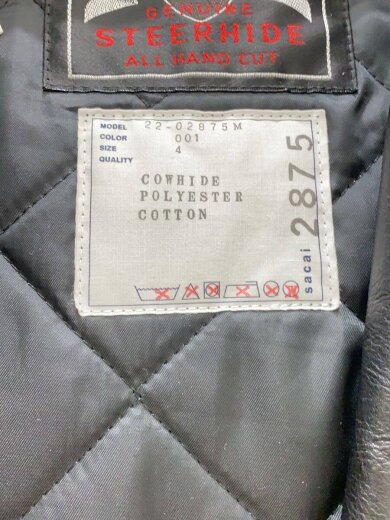 GENUINE
STEERHIDE
ALL HAND CUT
MODEL 22-02875M
COLOR 001
SIZE 4
QUALITY
COWHIDE
POLYESTER
COTTON
sacai 2875